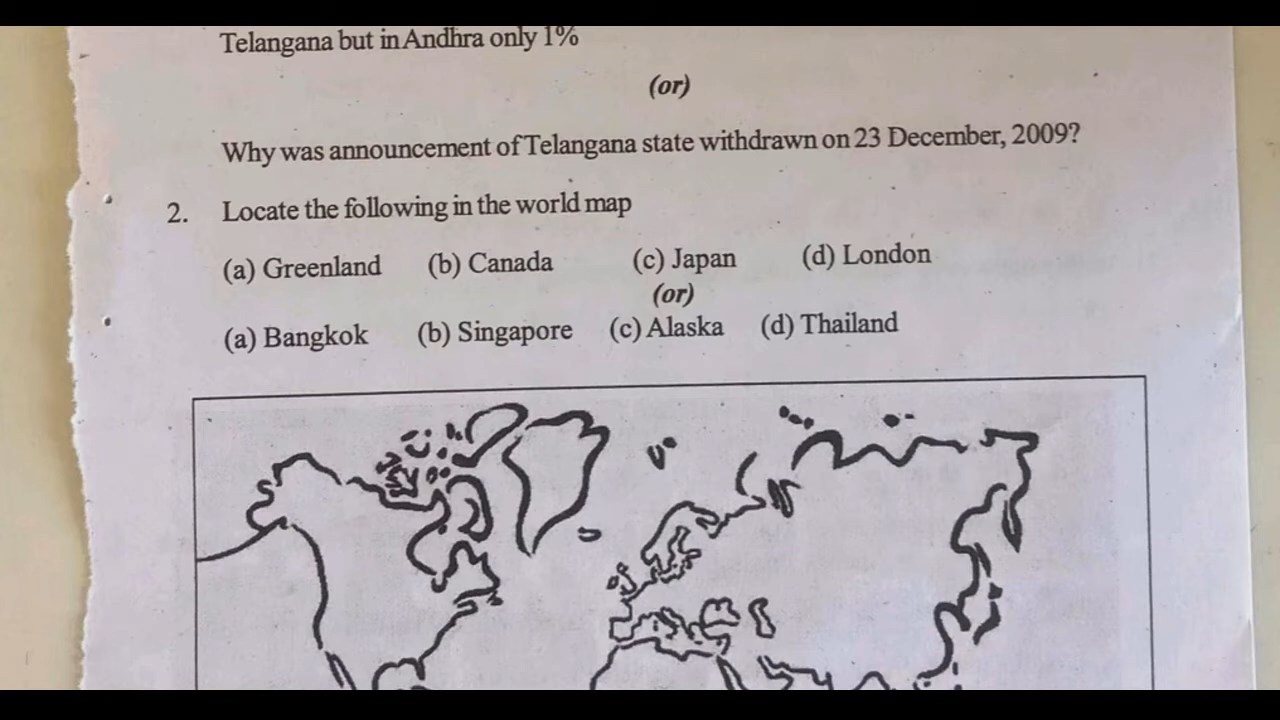 Telangana but in Andhra only 1%
(or)
Why was announcement of Telangana state withdrawn on 23 December, 2009?
2. Locate the following in the world map
(a) Greenland (b) Canada (c) Japan (d) London
(or)
(a) Bangkok (b) Singapore (c) Alaska (d) Thailand